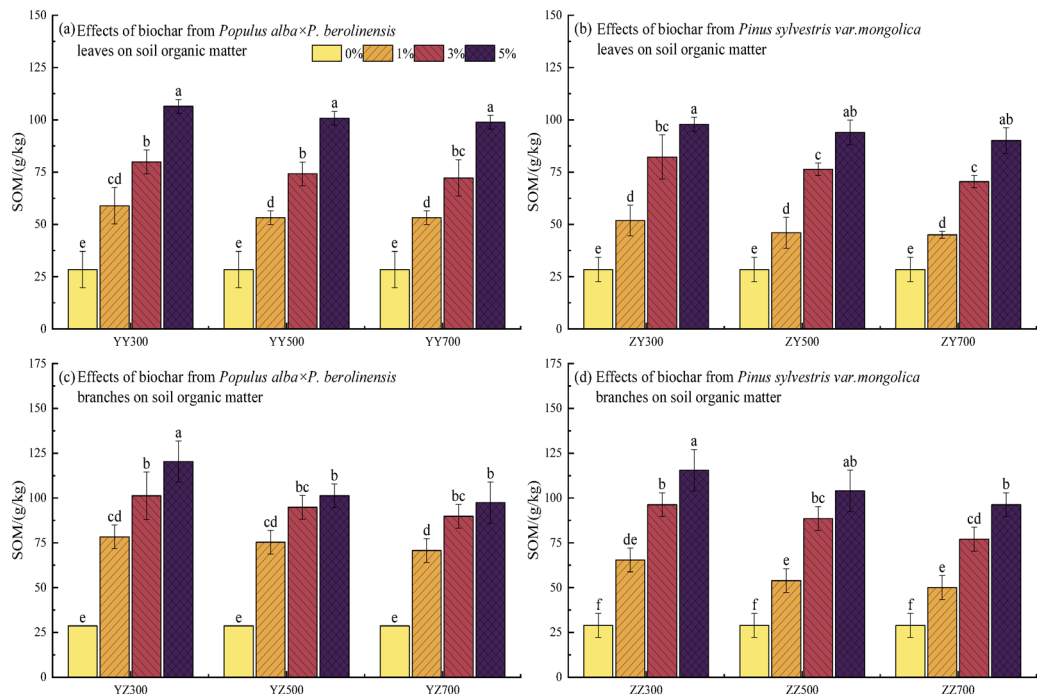 (a) Effects of biochar from Populus alba×P. berolinensis
leaves on soil organic matter
0% 1% 3% 5%
SOM/(g/kg)
150
125
100
75
50
25
0
e cd b a
e d b a
e d bc a
YY300 YY500 YY700
(b) Effects of biochar from Pinus sylvestris var.mongolica
leaves on soil organic matter
SOM/(g/kg)
150
125
100
75
50
25
0
e d bc a
e d c ab
e d c ab
ZY300 ZY500 ZY700
(c) Effects of biochar from Populus alba×P. berolinensis
branches on soil organic matter
SOM/(g/kg)
175
150
125
100
75
50
25
0
e cd b a
e cd bc b
e d bc b
YZ300 YZ500 YZ700
(d) Effects of biochar from Pinus sylvestris var.mongolica
branches on soil organic matter
SOM/(g/kg)
175
150
125
100
75
50
25
0
f de b a
f e bc ab
f e cd b
ZZ300 ZZ500 ZZ700